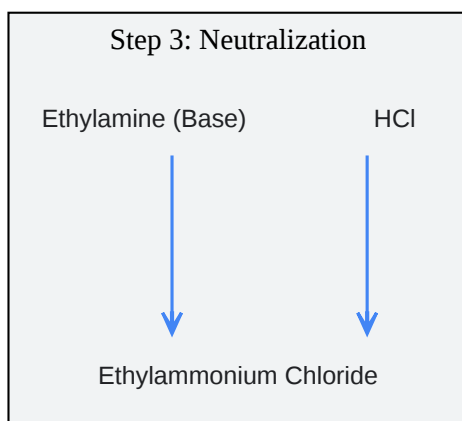 Step 3: Neutralization
Ethylamine (Base) HCl
Ethylammonium Chloride